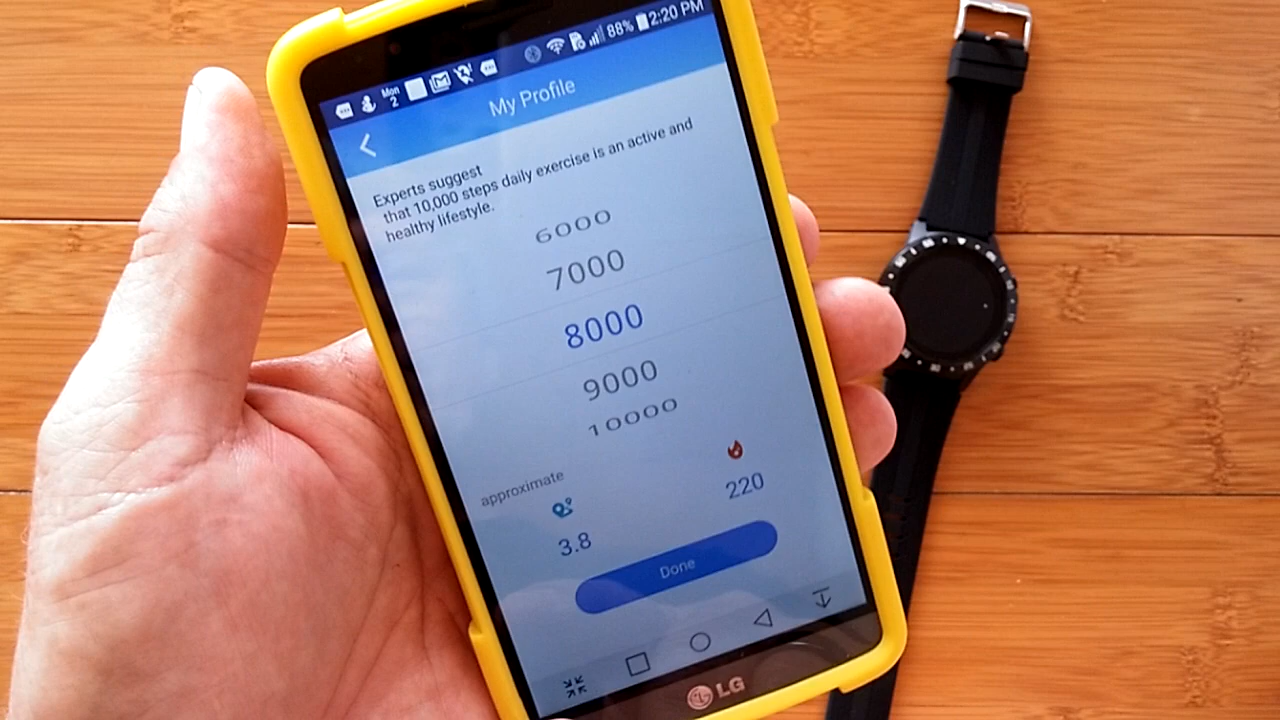 Mon
2
88% 2:20 PM
My Profile
Experts suggest
that 10,000 steps daily exercise is an active and
healthy lifestyle.
6000
7000
8000
9000
10000
approximate
3.8
220
Done
LG